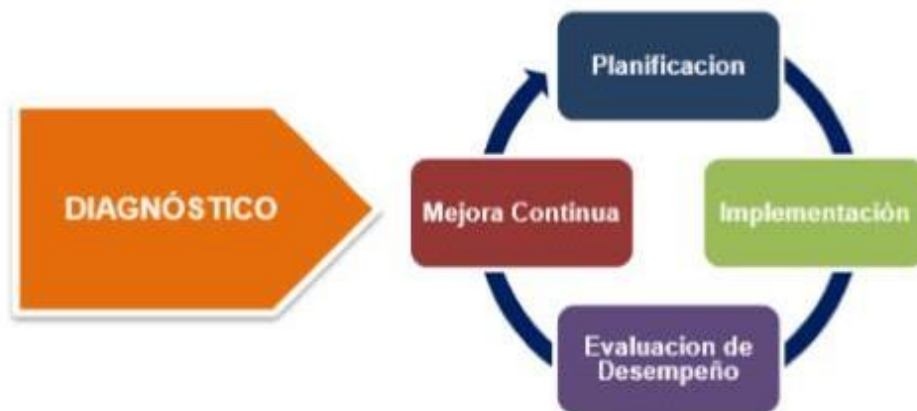 DIAGNÓSTICO
Planificacion
Implementación
Evaluacion de
Desempeño
Mejora Continua